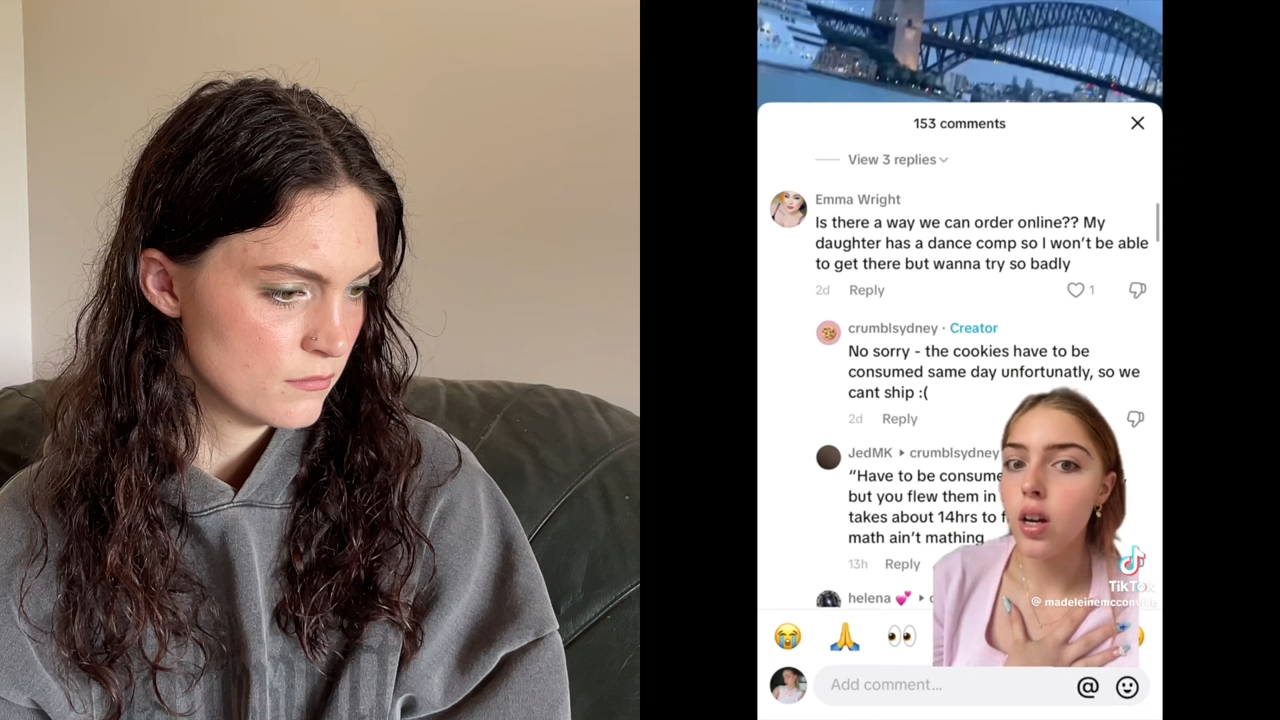 153 comments
View 3 replies
Emma Wright
Is there a way we can order online?? My
daughter has a dance comp so I won't be able
to get there but wanna try so badly
2d Reply 1
crumblsydney · Creator
No sorry - the cookies have to be
consumed same day unfortunatly, so we
cant ship :(
2d Reply
JedMK ▸ crumblsydney
“Have to be consume
but you flew them in
takes about 14hrs to
math ain't mathing
13h Reply
helena 💕 ▸
TikTok
Add comment...